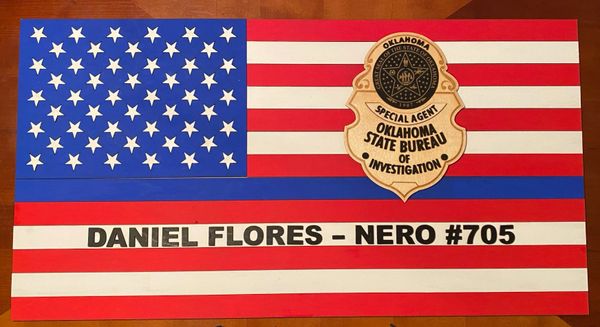 OKLAHOMA
SPECIAL AGENT
OKLAHOMA
STATE BUREAU
OF
INVESTIGATION
DANIEL FLORES – NERO #705